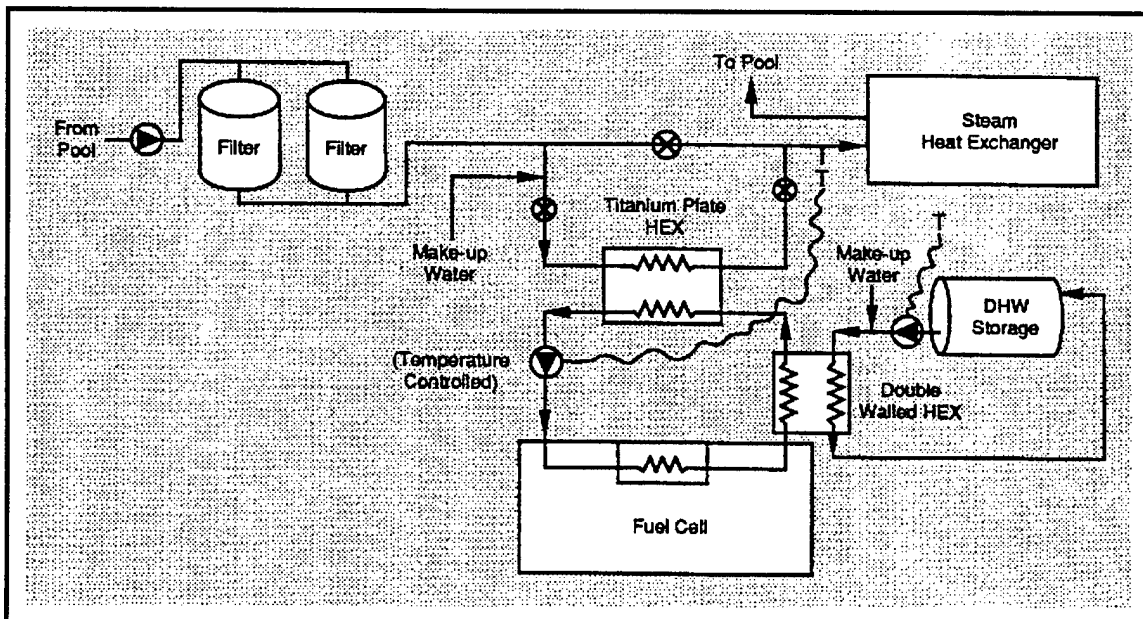 To Pool
Steam
Heat Exchanger
From
Pool
Filter
Filter
T
Titanium Plate
HEX
Make-up
Water
T
Make-up
Water
DHW
Storage
(Temperature
Controlled)
Double
Walled HEX
Fuel Cell